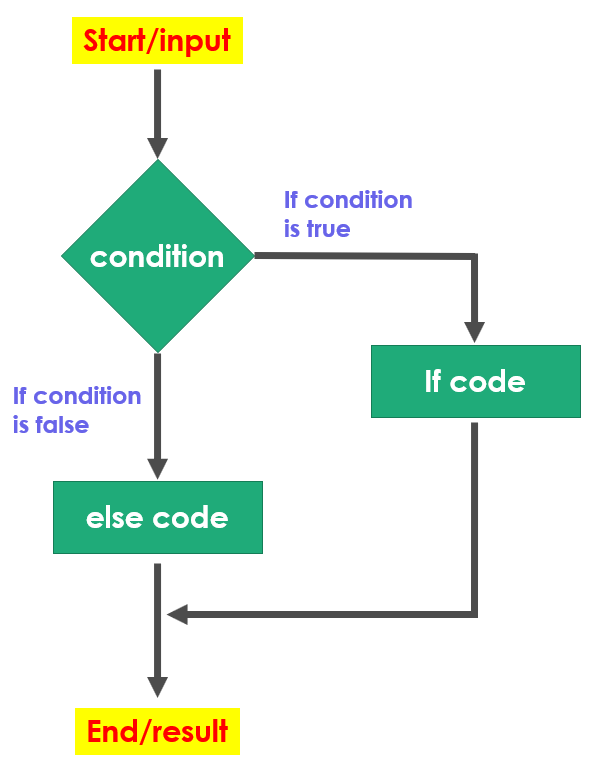 Start/input
If condition
is true
condition
If code
If condition
is false
else code
End/result